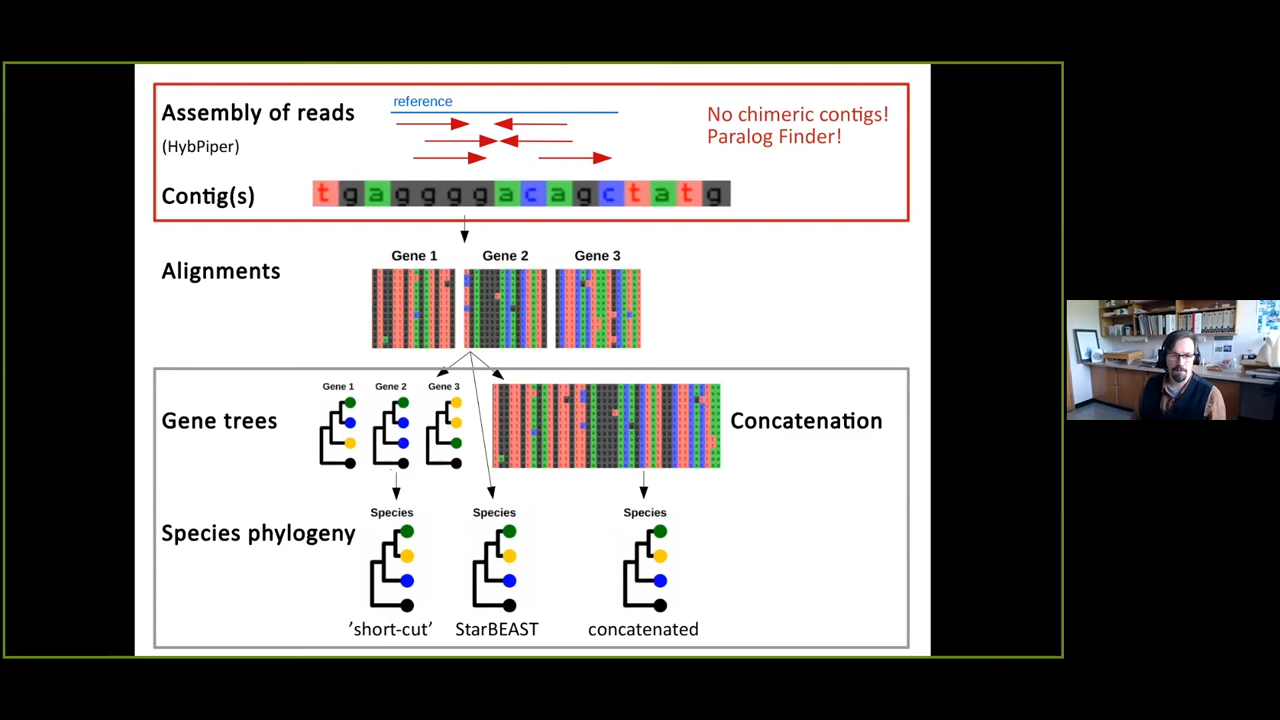 Assembly of reads
(HybPiper)
reference
No chimeric contigs!
Paralog Finder!
Contig(s)
t g a g g g g a c a g c t a t g
Alignments
Gene 1 Gene 2 Gene 3
Gene trees
Gene 1 Gene 2 Gene 3
Concatenation
Species phylogeny
Species Species Species
’short-cut’ StarBEAST concatenated